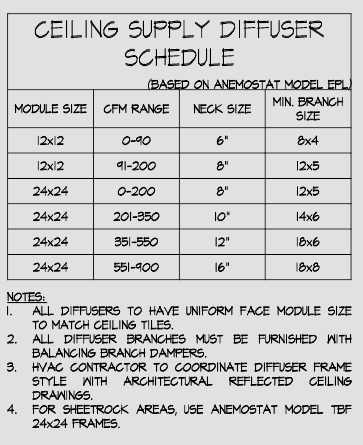 CEILING SUPPLY DIFFUSER
SCHEDULE
(BASED ON ANEMOSTAT MODEL EPL)
MODULE SIZE CFM RANGE NECK SIZE MIN. BRANCH SIZE
12x12 0-90 6" 8x4
12x12 91-200 8" 12x5
24x24 0-200 8" 12x5
24x24 201-350 10" 14x6
24x24 351-550 12" 18x6
24x24 551-900 16" 18x8
NOTES:
1. ALL DIFFUSERS TO HAVE UNIFORM FACE MODULE SIZE
TO MATCH CEILING TILES.
2. ALL DIFFUSER BRANCHES MUST BE FURNISHED WITH
BALANCING BRANCH DAMPERS.
3. HVAC CONTRACTOR TO COORDINATE DIFFUSER FRAME
STYLE WITH ARCHITECTURAL REFLECTED CEILING
DRAWINGS.
4. FOR SHEETROCK AREAS, USE ANEMOSTAT MODEL TBF
24x24 FRAMES.